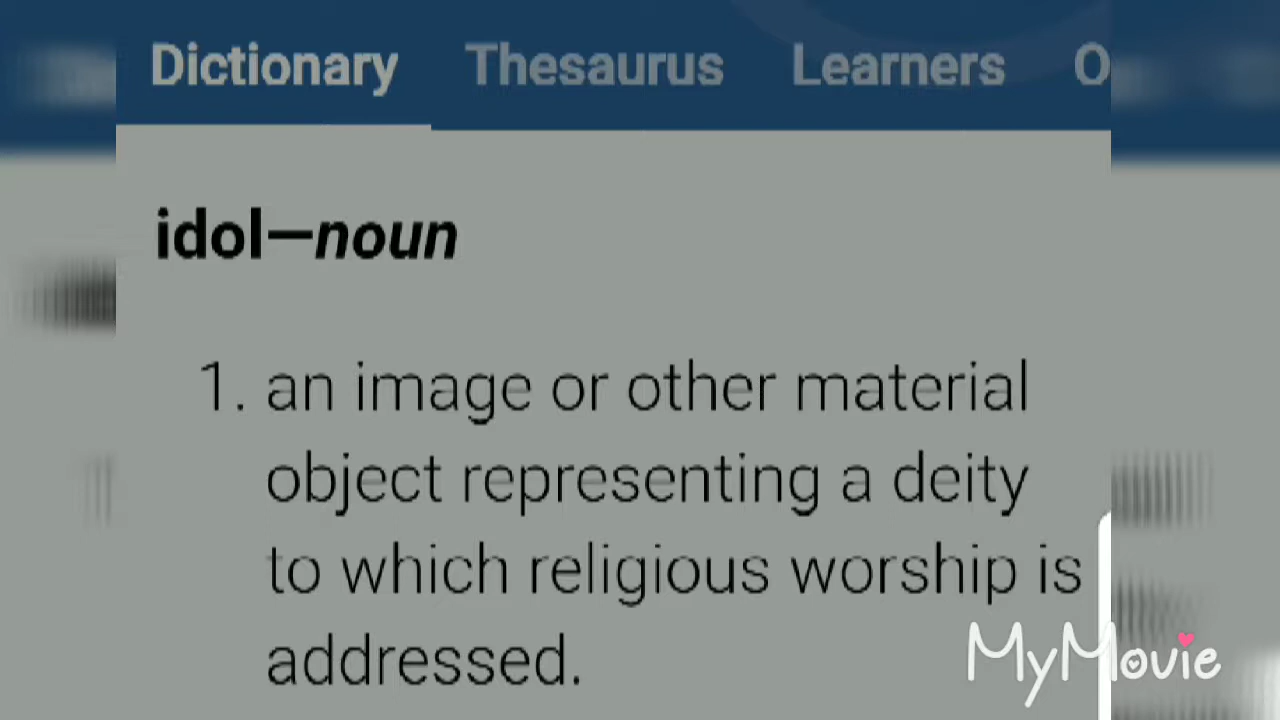 Dictionary Thesaurus Learners O
idol—noun
1. an image or other material
object representing a deity
to which religious worship is
addressed.
MyMovie